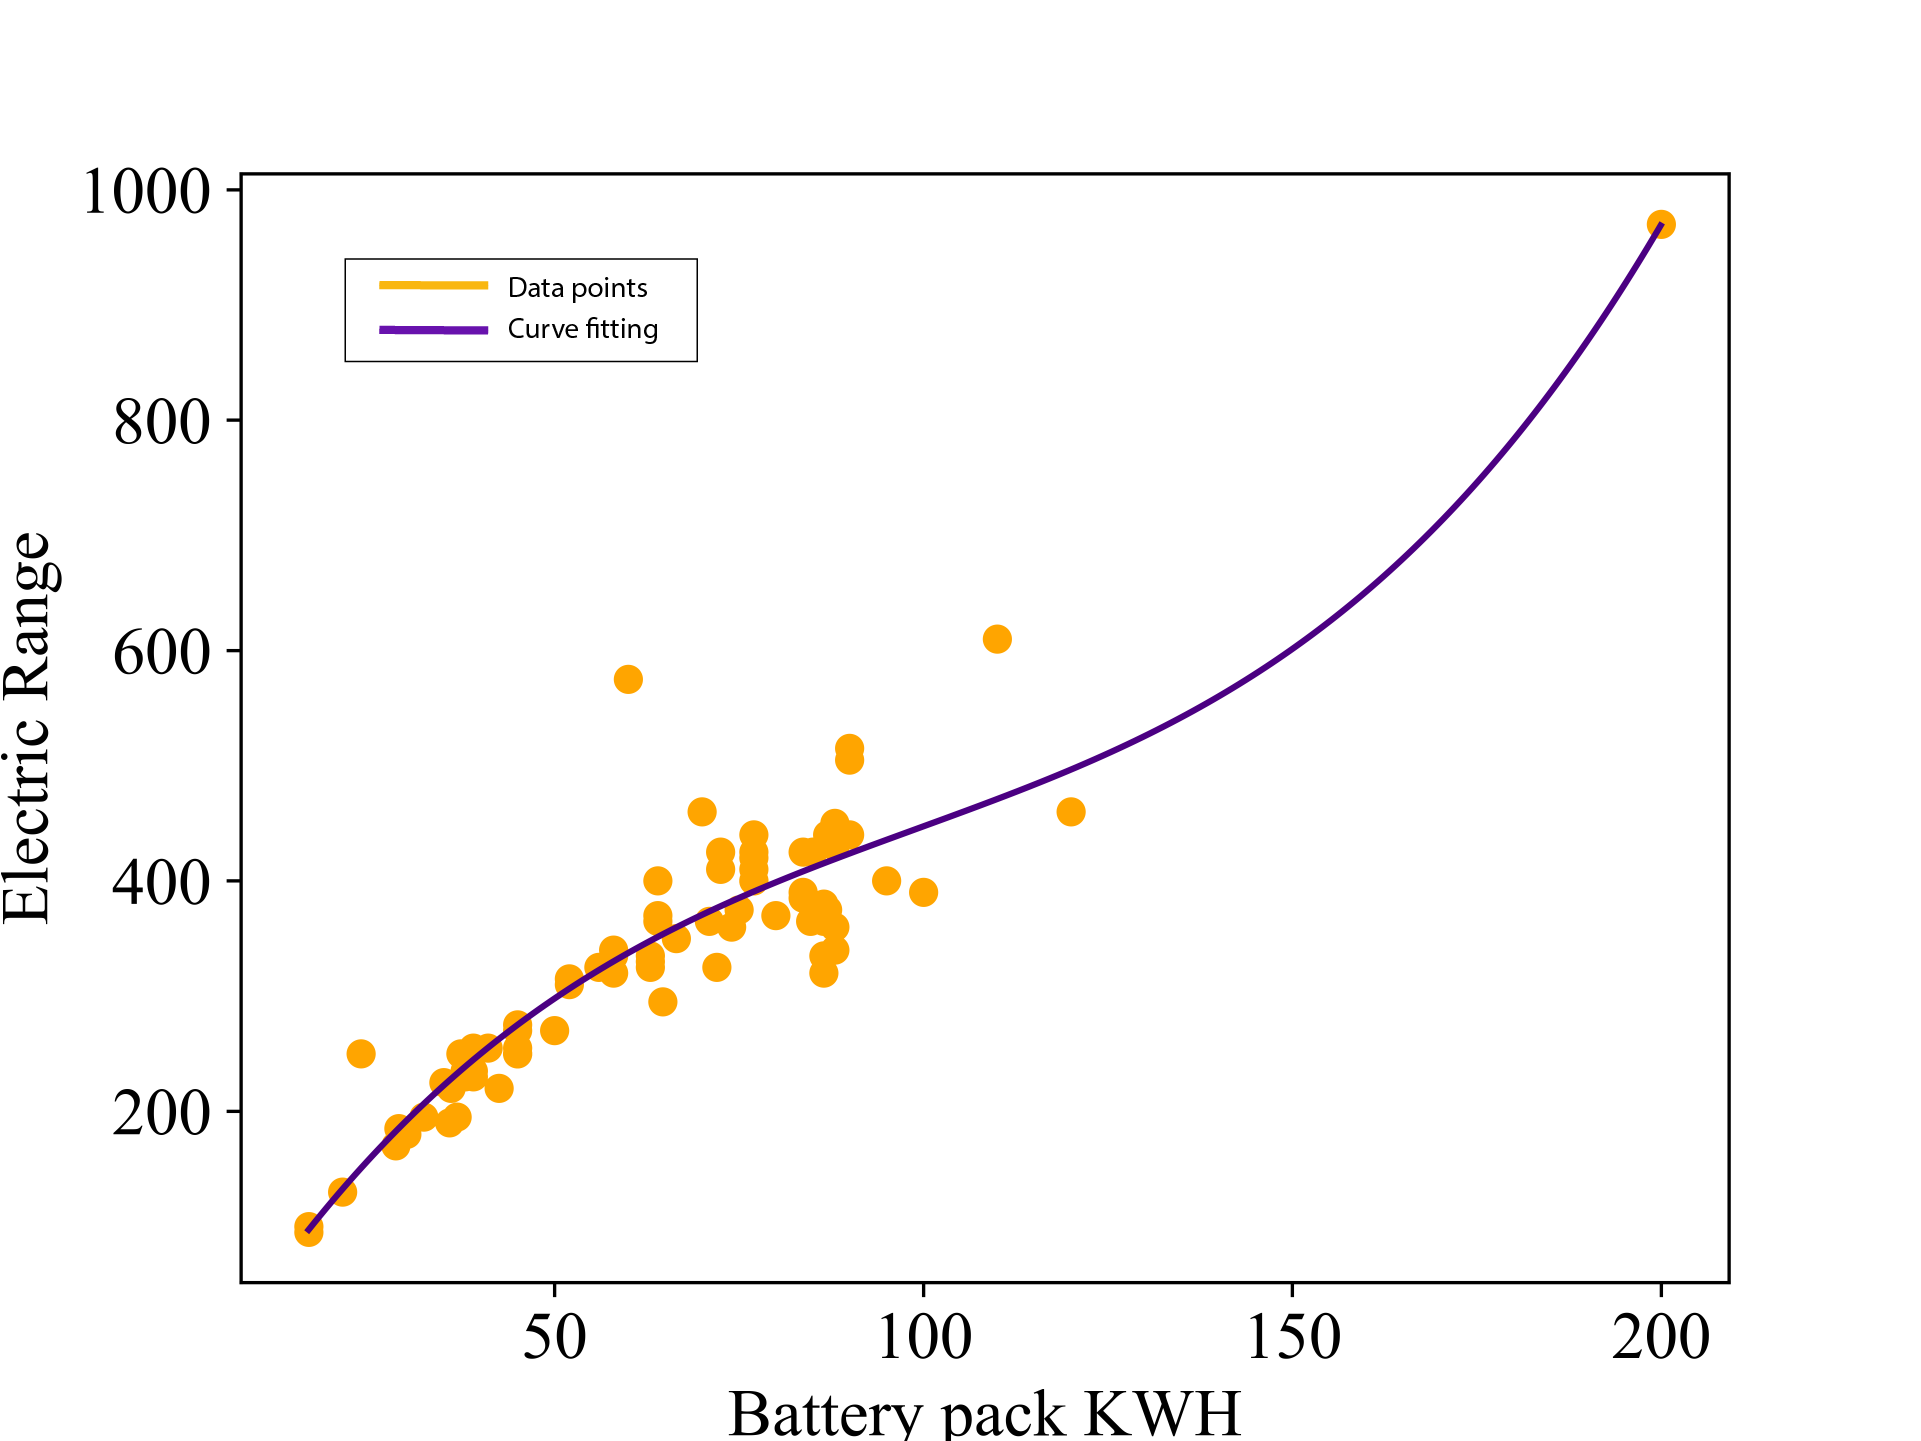 1000
800
600
400
200
Electric Range
Data points
Curve fitting
50 100 150 200
Battery pack KWH